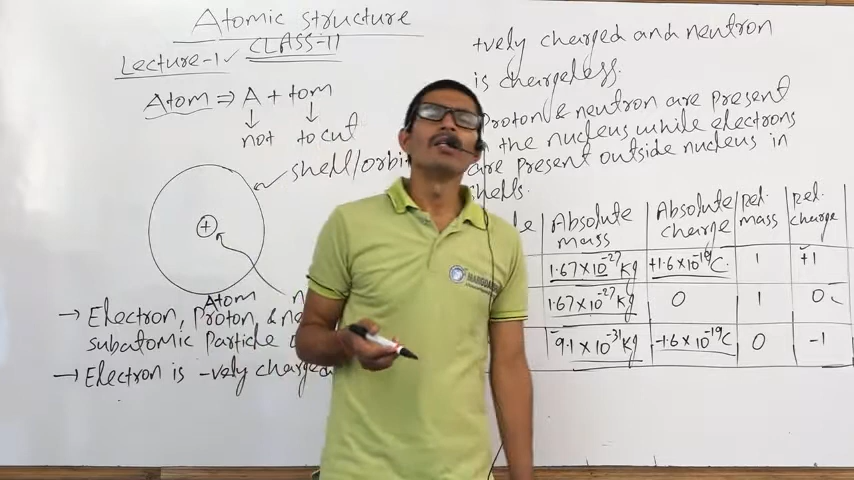 Atomic structure
Lecture-1 ✓ CLASS-11
Atom ⇒ A + tom
not to cut
shell/orbi
+
Atom
→ Electron, Proton & ne
subatomic Particle
→ Electron is -vely charged
+vely charged and neutron
is chargeless.
Proton & neutron are present
the nucleus while electrons
are present outside nucleus in
shells.
Absolute mass Absolute charge Rel. mass Rel. charge
1.67×10⁻²⁷ Kg +1.6×10⁻¹⁹ C 1 +1
1.67×10⁻²⁷ Kg 0 1 0
9.1×10⁻³¹ Kg -1.6×10⁻¹⁹ C 0 -1